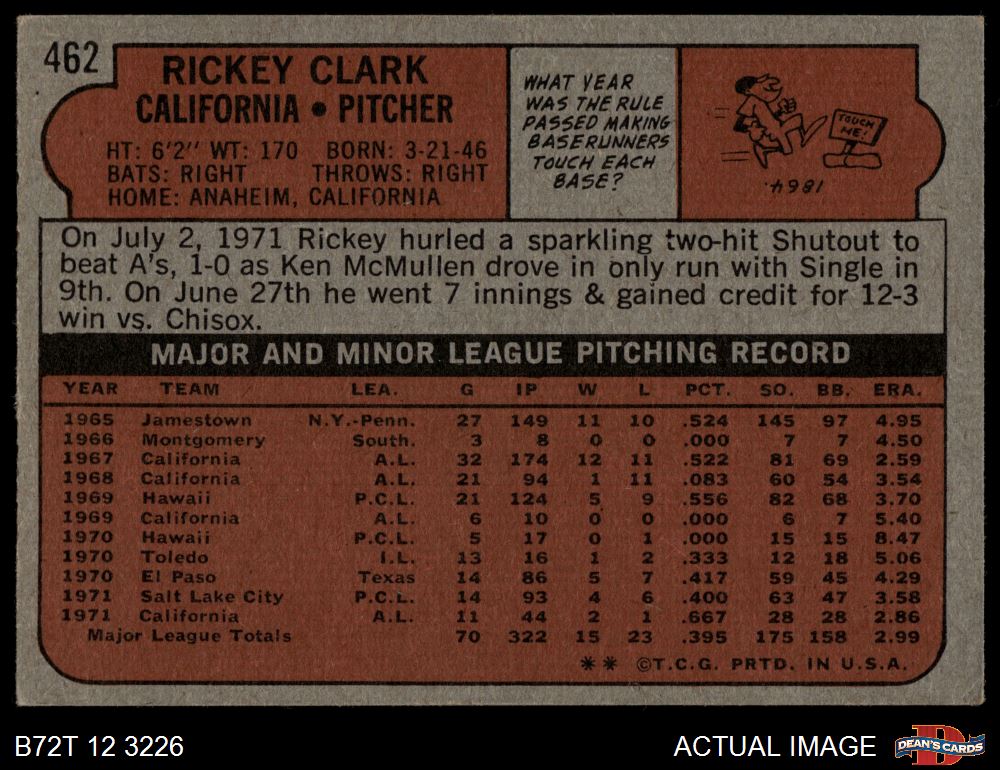 462
RICKEY CLARK
CALIFORNIA • PITCHER
HT: 6'2" WT: 170 BORN: 3-21-46
BATS: RIGHT THROWS: RIGHT
HOME: ANAHEIM, CALIFORNIA
WHAT YEAR
WAS THE RULE
PASSED MAKING
BASERUNNERS
TOUCH EACH
BASE?
TOUCH
ME!
1864.
On July 2, 1971 Rickey hurled a sparkling two-hit Shutout to
beat A's, 1-0 as Ken McMullen drove in only run with Single in
9th. On June 27th he went 7 innings & gained credit for 12-3
win vs. Chisox.
MAJOR AND MINOR LEAGUE PITCHING RECORD
YEAR TEAM LEA. G IP W L PCT. SO. BB. ERA.
1965 Jamestown N.Y.-Penn. 27 149 11 10 .524 145 97 4.95
1966 Montgomery South. 3 8 0 0 .000 7 7 4.50
1967 California A.L. 32 174 12 11 .522 81 69 2.59
1968 California A.L. 21 94 1 11 .083 60 54 3.54
1969 Hawaii P.C.L. 21 124 5 9 .556 82 68 3.70
1969 California A.L. 6 10 0 0 .000 6 7 5.40
1970 Hawaii P.C.L. 5 17 0 1 .000 15 15 8.47
1970 Toledo I.L. 13 16 1 2 .333 12 18 5.06
1970 El Paso Texas 14 86 5 7 .417 59 45 4.29
1971 Salt Lake City P.C.L. 14 93 4 6 .400 63 47 3.58
1971 California A.L. 11 44 2 1 .667 28 28 2.86
Major League Totals 70 322 15 23 .395 175 158 2.99
** ©T.C.G. PRTD. IN U.S.A.
B72T 12 3226 ACTUAL IMAGE DEAN'S CARDS